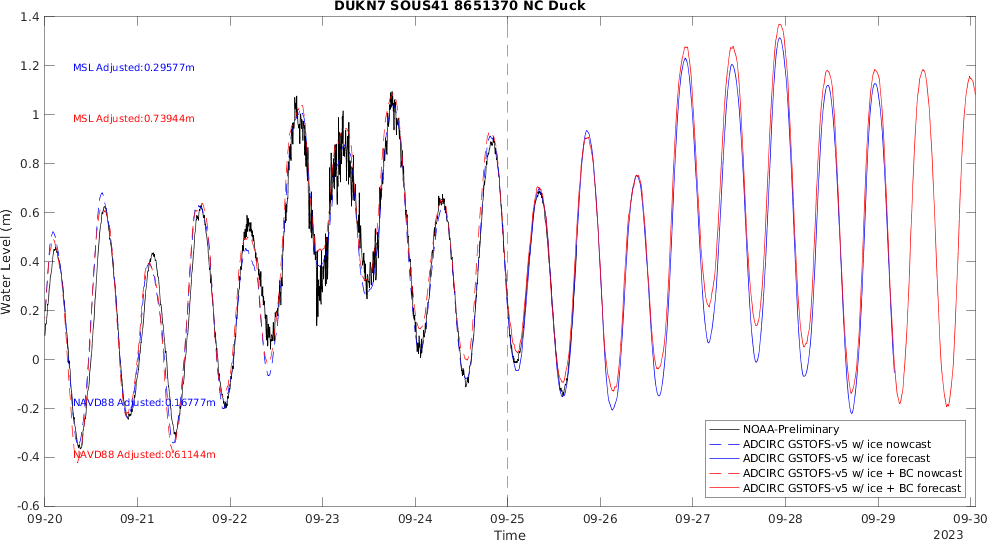 DUKN7 SOUS41 8651370 NC Duck
1.4
1.2
1
0.8
0.6
0.4
0.2
0
-0.2
-0.4
-0.6
Water Level (m)
MSL Adjusted:0.29577m
MSL Adjusted:0.73944m
NAVD88 Adjusted:0.16777m
NAVD88 Adjusted:0.61144m
NOAA-Preliminary
ADCIRC GSTOFS-v5 w/ ice nowcast
ADCIRC GSTOFS-v5 w/ ice forecast
ADCIRC GSTOFS-v5 w/ ice + BC nowcast
ADCIRC GSTOFS-v5 w/ ice + BC forecast
09-20 09-21 09-22 09-23 09-24 09-25 09-26 09-27 09-28 09-29 09-30
Time
2023